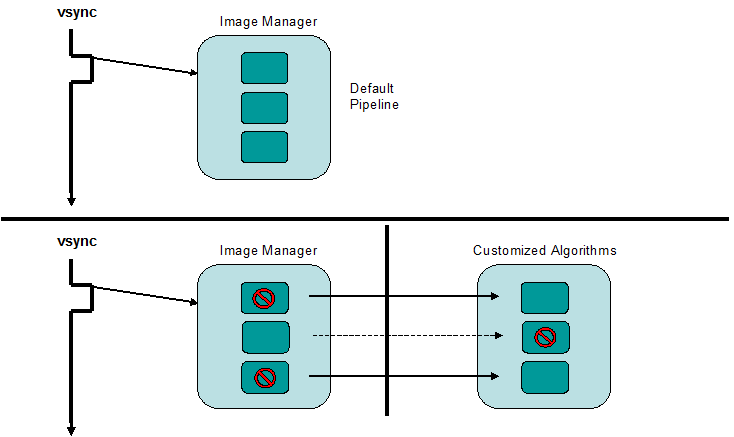 vsync
Image Manager
Default
Pipeline
vsync
Image Manager
Customized Algorithms